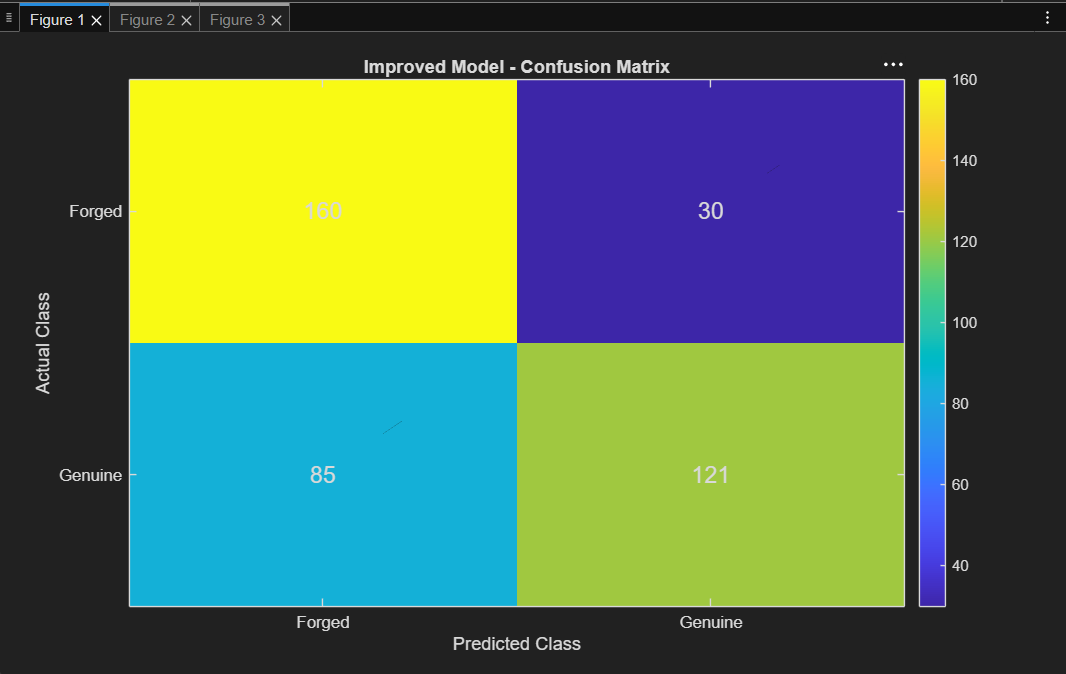 Figure 1 Figure 2 Figure 3
Improved Model - Confusion Matrix
160
140
120
100
80
60
40
Actual Class
Forged
160 30
Genuine
85 121
Forged Genuine
Predicted Class